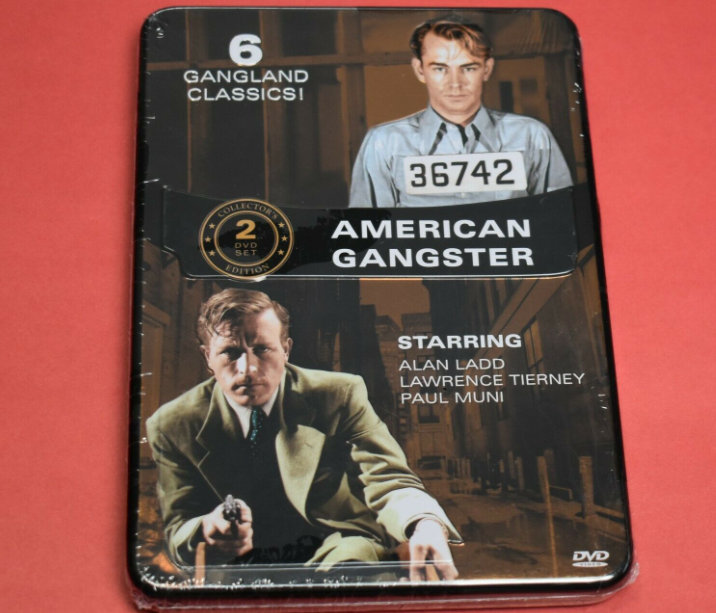 6
GANGLAND
CLASSICS!
36742
COLLECTOR'S
2
DVD
SET
EDITION
AMERICAN
GANGSTER
STARRING
ALAN LADD
LAWRENCE TIERNEY
PAUL MUNI
DVD
VIDEO